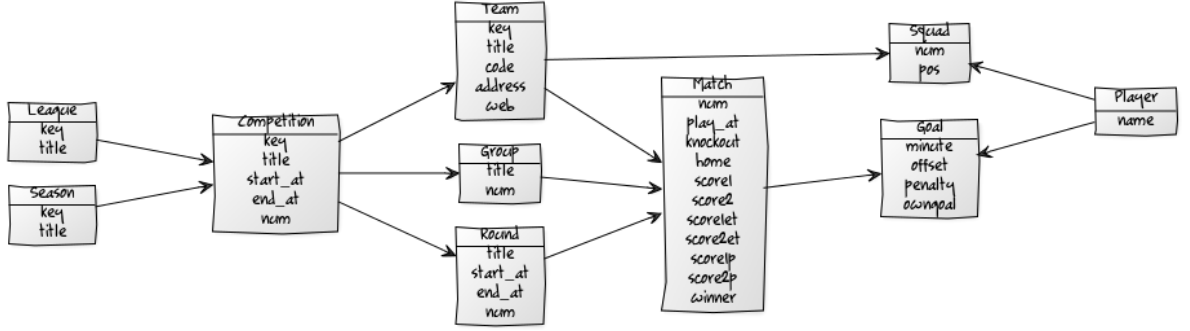 League
key
title
Season
key
title
Competition
key
title
start_at
end_at
num
Team
key
title
code
address
web
Group
title
num
Round
title
start_at
end_at
num
Match
num
play_at
knockout
home
score1
score2
score1et
score2et
score1p
score2p
winner
Squad
num
pos
Goal
minute
offset
penalty
owngoal
Player
name